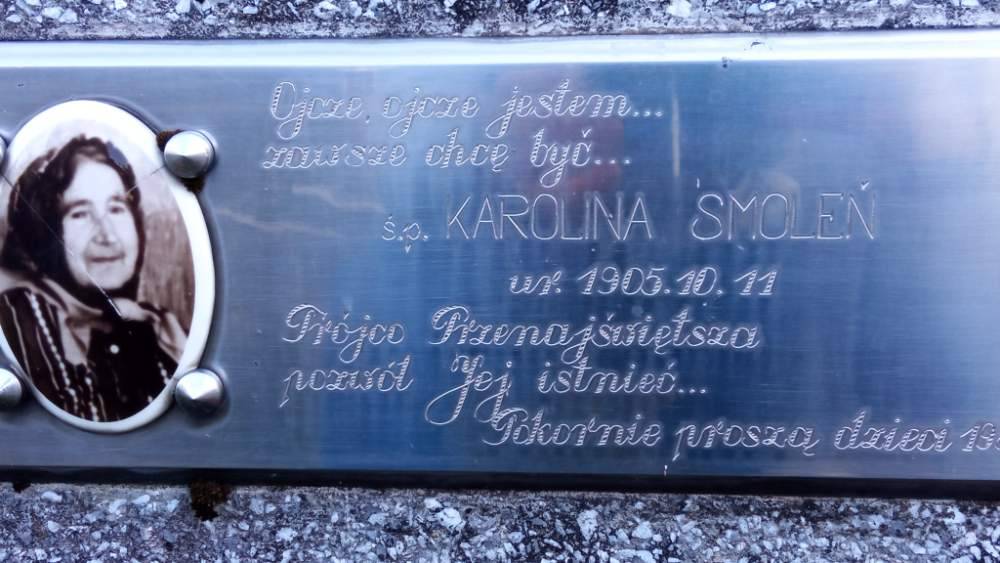 Ojcze, ojcze jestem...
zawsze chcę być...
ś.p. KAROLINA SMOLEŃ
ur. 1905.10.11
Trójco Przenajświętsza
pozwól Jej istnieć...
Pokornie proszą dzieci